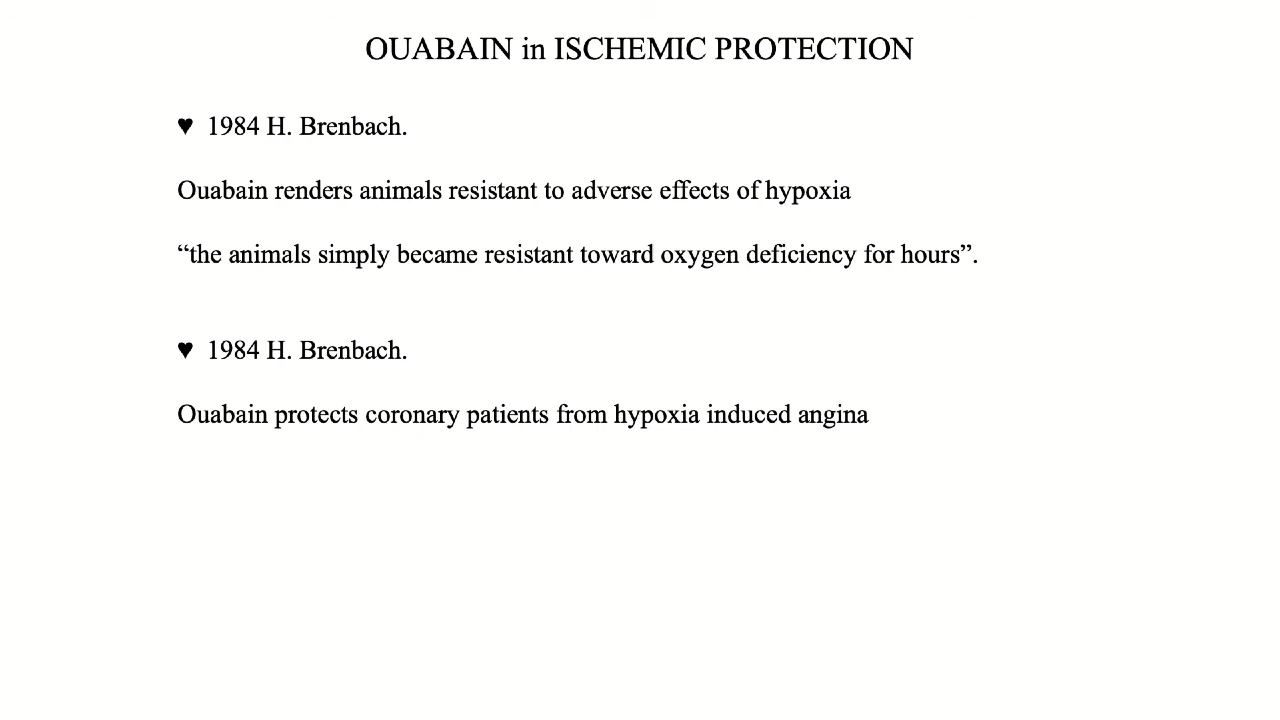 OUABAIN in ISCHEMIC PROTECTION
♥ 1984 H. Brenbach.
Ouabain renders animals resistant to adverse effects of hypoxia
“the animals simply became resistant toward oxygen deficiency for hours”.
♥ 1984 H. Brenbach.
Ouabain protects coronary patients from hypoxia induced angina